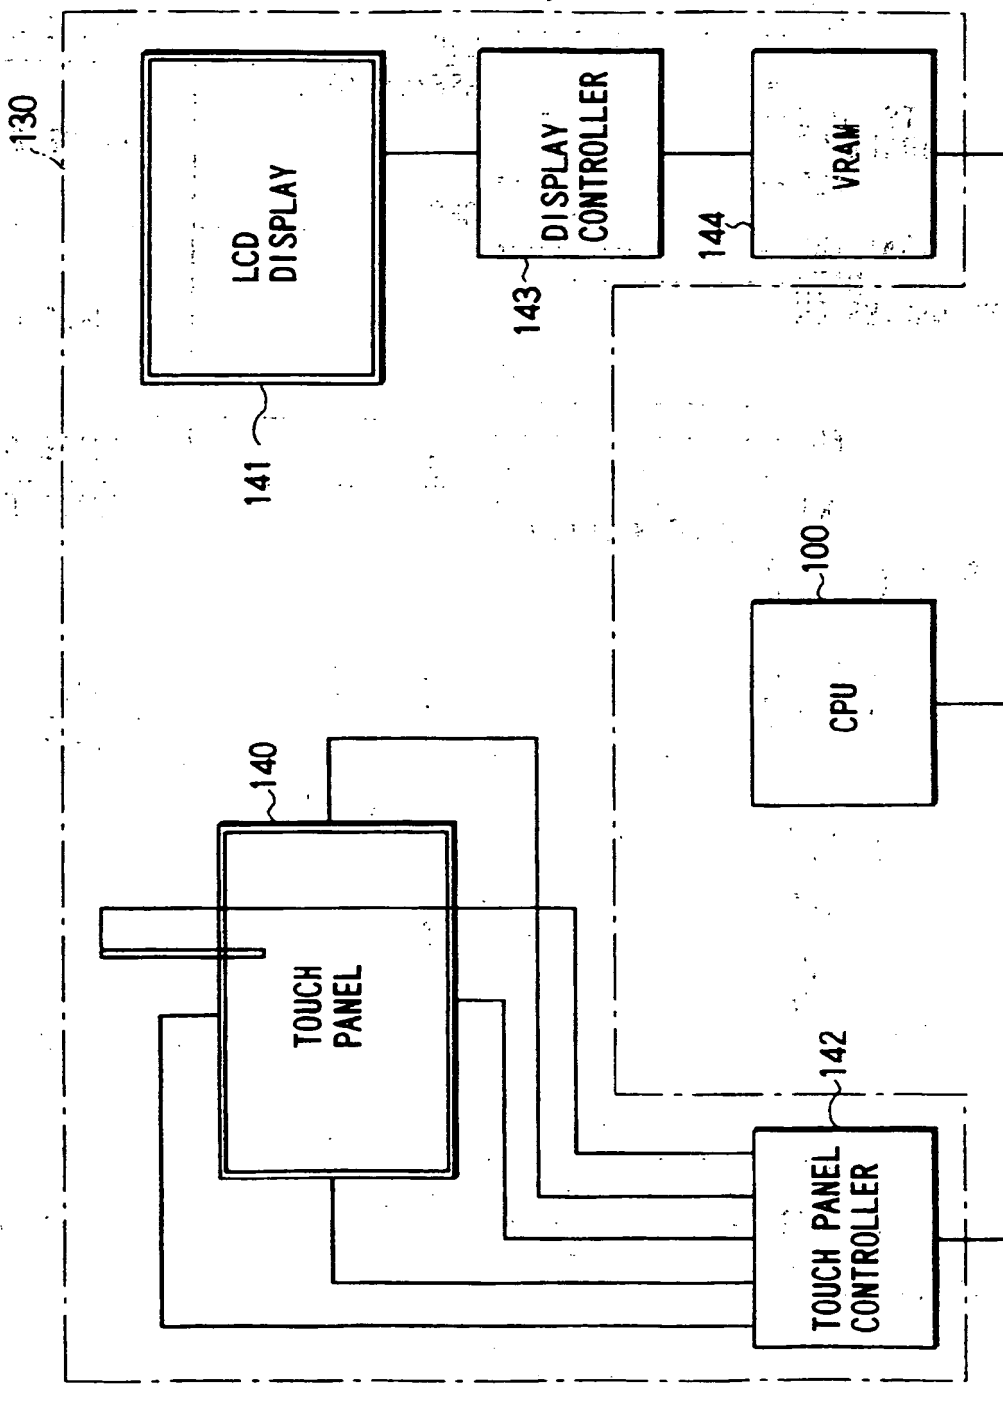 130
TOUCH
PANEL
140
141
LCD
DISPLAY
143
DISPLAY
CONTROLLER
TOUCH PANEL
CONTROLLER
142
CPU
100
144
VRAM